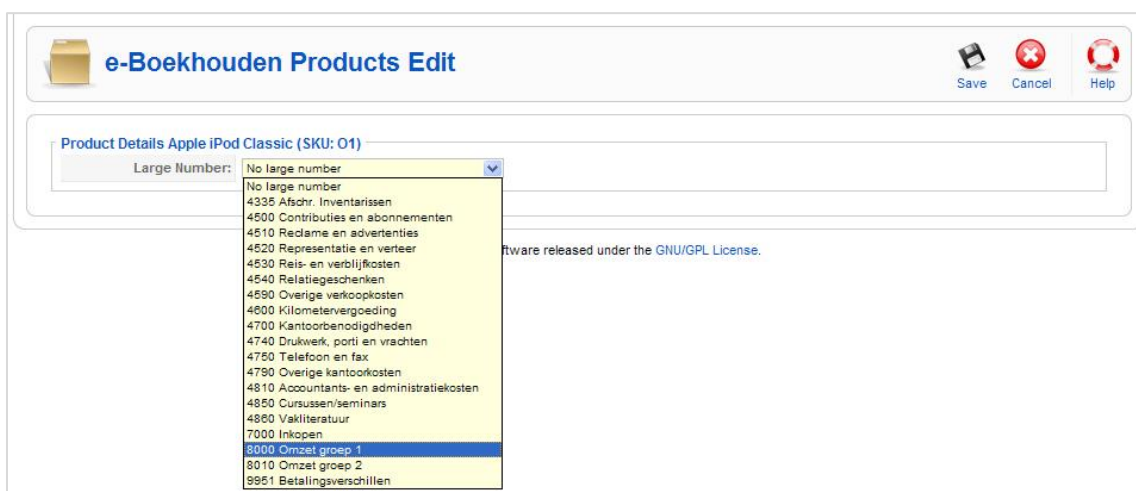 e-Boekhouden Products Edit
Save Cancel Help
Product Details Apple iPod Classic (SKU: O1)
Large Number: No large number
No large number
4335 Afschr. Inventarissen
4500 Contributies en abonnementen
4510 Reclame en advertenties
4520 Representatie en verteer
4530 Reis- en verblijfkosten
ftware released under the GNU/GPL License.
4540 Relatiegeschenken
4590 Overige verkoopkosten
4600 Kilometervergoeding
4700 Kantoorbenodigdheden
4740 Drukwerk, porti en vrachten
4750 Telefoon en fax
4790 Overige kantoorkosten
4810 Accountants- en administratiekosten
4850 Cursussen/seminars
4860 Vakliteratuur
7000 Inkopen
8000 Omzet groep 1
8010 Omzet groep 2
9951 Betalingsverschillen